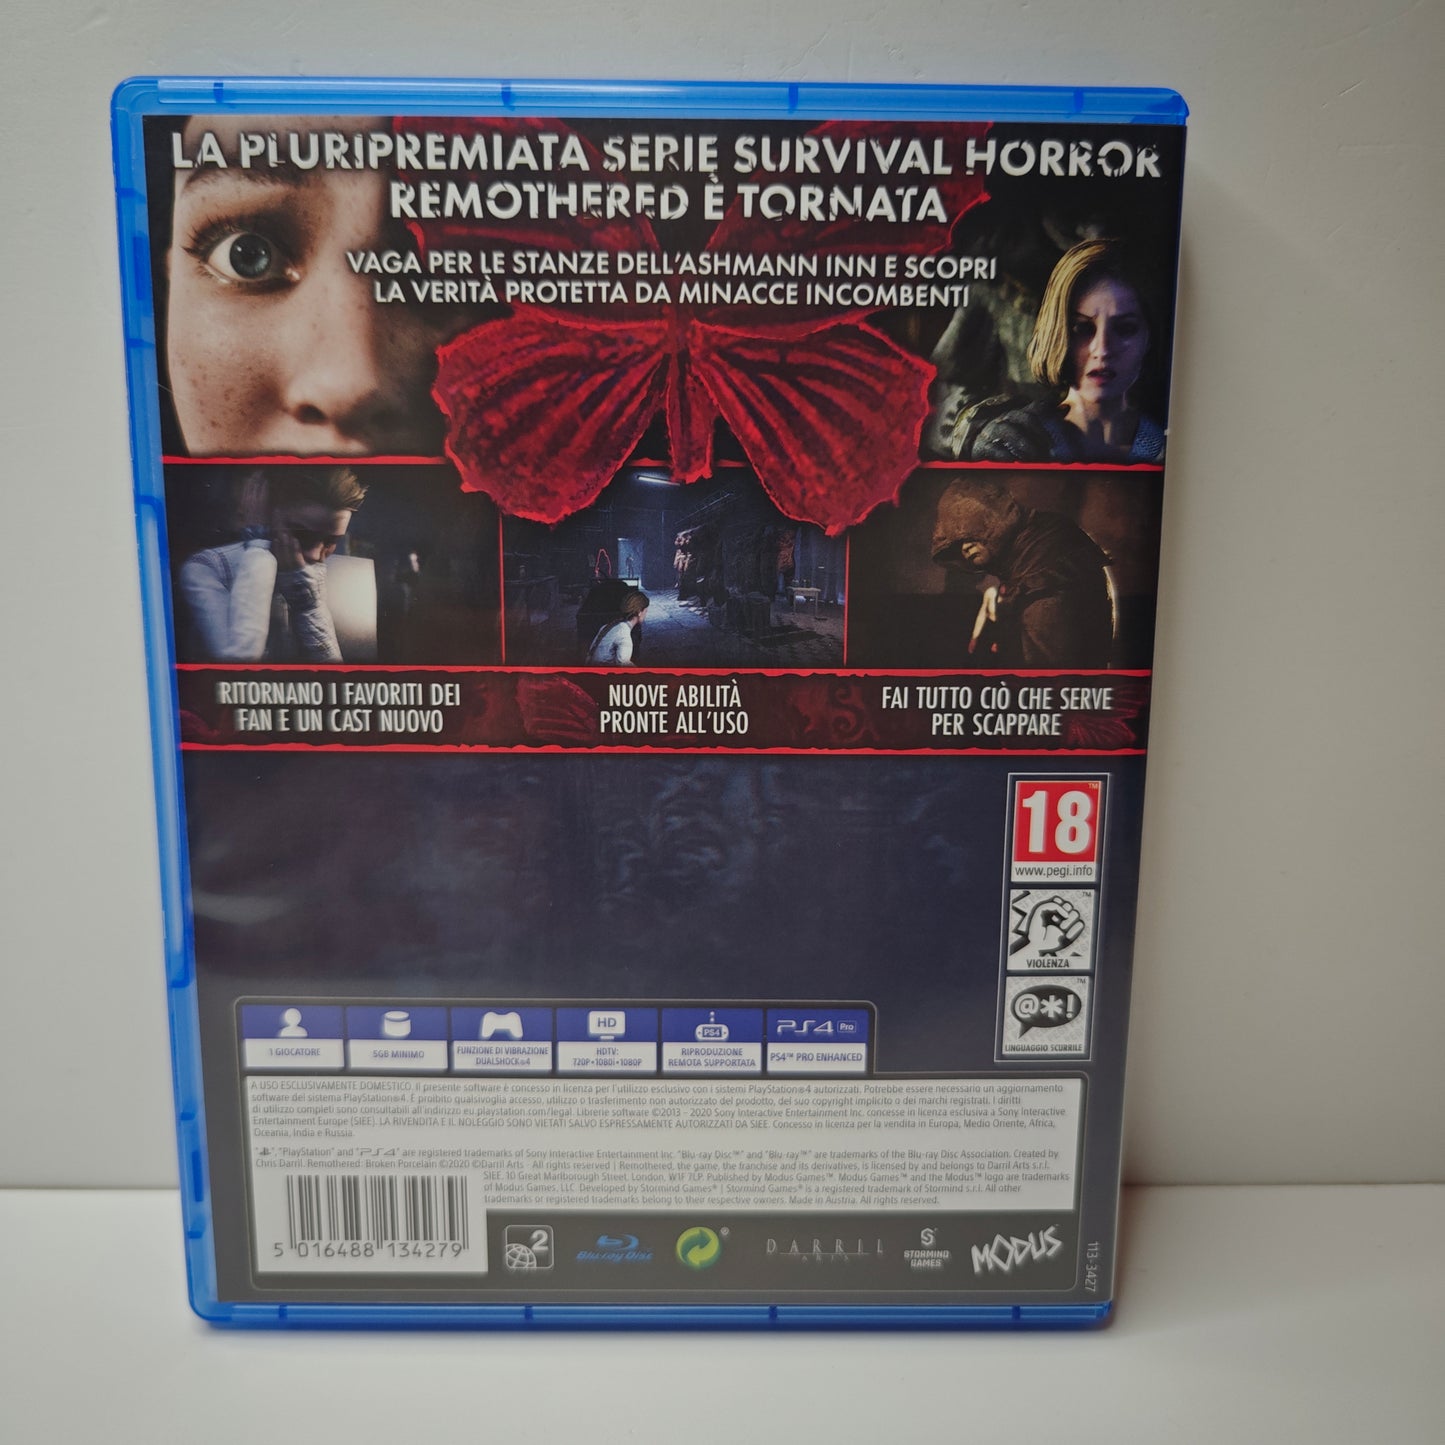 LA PLURIPREMIATA SERIE SURVIVAL HORROR
REMOTHERED È TORNATA
VAGA PER LE STANZE DELL'ASHMANN INN E SCOPRI
LA VERITÀ PROTETTA DA MINACCE INCOMBENTI
RITORNANO I FAVORITI DEI
FAN E UN CAST NUOVO
NUOVE ABILITÀ
PRONTE ALL'USO
FAI TUTTO CIÒ CHE SERVE
PER SCAPPARE
18™
www.pegi.info
™
VIOLENZA
™
@*!
LINGUAGGIO SCURRILE
1 GIOCATORE
5GB MINIMO
FUNZIONE DI VIBRAZIONE
DUALSHOCK®4
HD
HDTV:
720P•1080i•1080P
PS4
RIPRODUZIONE
REMOTA SUPPORTATA
PS4 Pro
PS4™ PRO ENHANCED
A USO ESCLUSIVAMENTE DOMESTICO. Il presente software è concesso in licenza per l'utilizzo esclusivo con i sistemi PlayStation®4 autorizzati. Potrebbe essere necessario un aggiornamento
software del sistema PlayStation®4. È proibito qualsivoglia accesso, utilizzo o trasferimento non autorizzato del prodotto, del suo copyright implicito o dei marchi registrati. I diritti
di utilizzo completi sono consultabili all'indirizzo eu.playstation.com/legal. Librerie software ©2013 - 2020 Sony Interactive Entertainment Inc. concesse in licenza esclusiva a Sony Interactive
Entertainment Europe (SIEE). LA RIVENDITA E IL NOLEGGIO SONO VIETATI SALVO ESPRESSAMENTE AUTORIZZATI DA SIEE. Concesso in licenza per la vendita in Europa, Medio Oriente, Africa,
Oceania, India e Russia.
"PlayStation" and "PS4" are registered trademarks of Sony Interactive Entertainment Inc. "Blu-ray Disc™" and "Blu-ray™" are trademarks of the Blu-ray Disc Association. Created by
Chris Darril. Remothered: Broken Porcelain ©2020 ©Darril Arts - All rights reserved | Remothered, the game, the franchise and its derivatives, is licensed by and belongs to Darril Arts s.r.l.
SIEE, 10 Great Marlborough Street, London, W1F 7LP. Published by Modus Games™. Modus Games™ and the Modus™ logo are trademarks
of Modus Games, LLC. Developed by Stormind Games® | Stormind Games® is a registered trademark of Stormind s.r.l. All other
trademarks or registered trademarks belong to their respective owners. Made in Austria. All rights reserved.
5 016488 134279
2
Blu-ray Disc
®
DARRIL
ARTS
S
STORMIND
GAMES
MODUS
113-3427